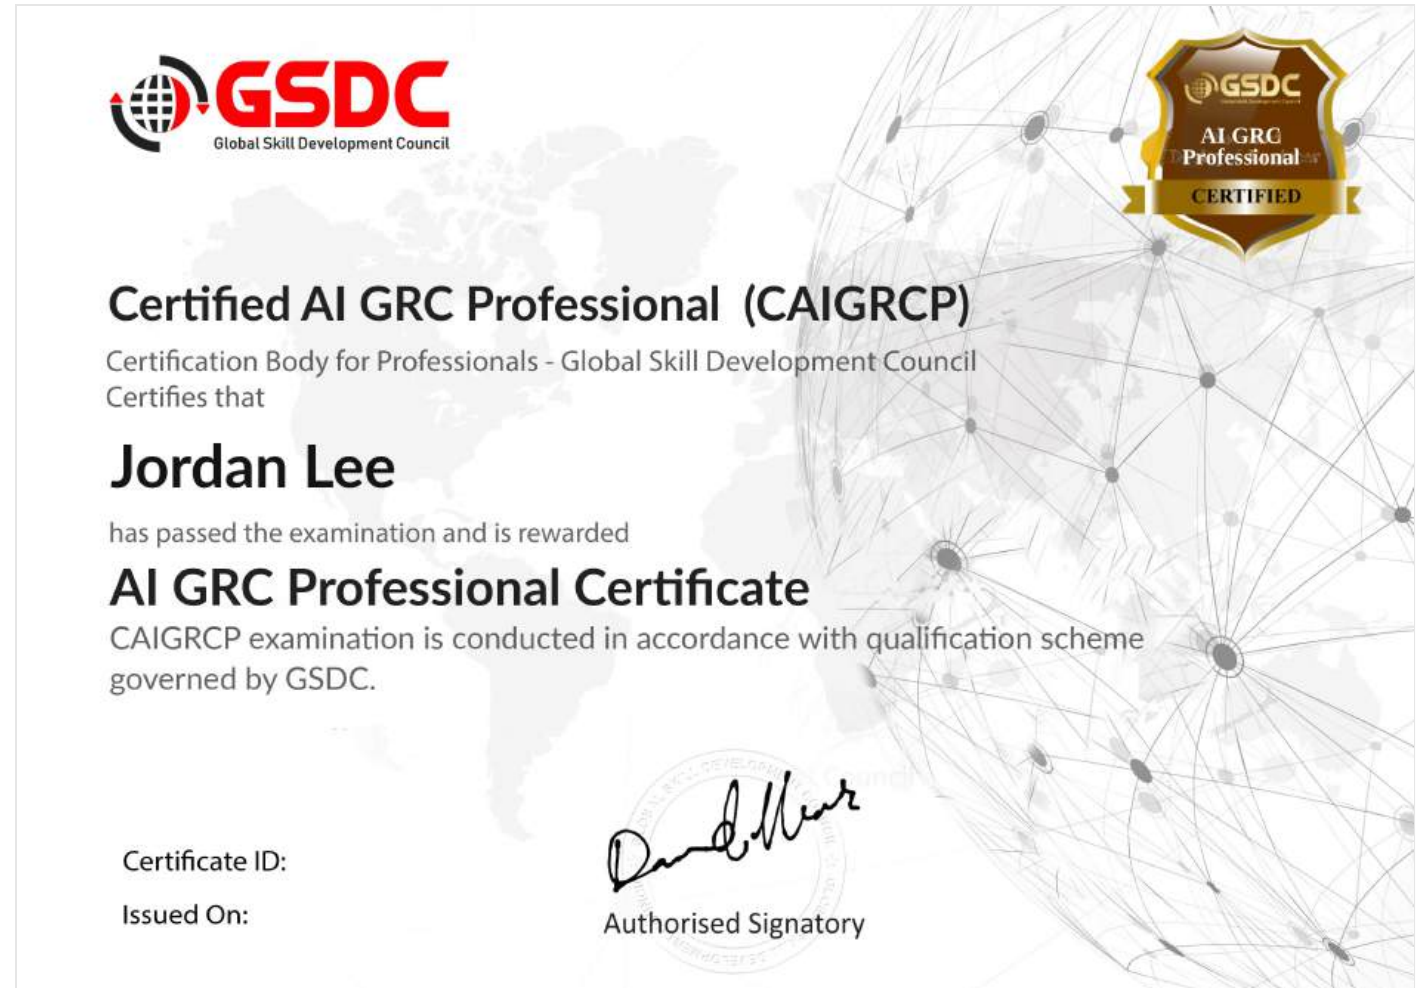 GSDC
Global Skill Development Council
GSDC
AI GRC
Professional
CERTIFIED
Certified AI GRC Professional (CAIGRCP)
Certification Body for Professionals - Global Skill Development Council
Certifies that
Jordan Lee
has passed the examination and is rewarded
AI GRC Professional Certificate
CAIGRCP examination is conducted in accordance with qualification scheme
governed by GSDC.
Certificate ID:
Issued On:
Authorised Signatory